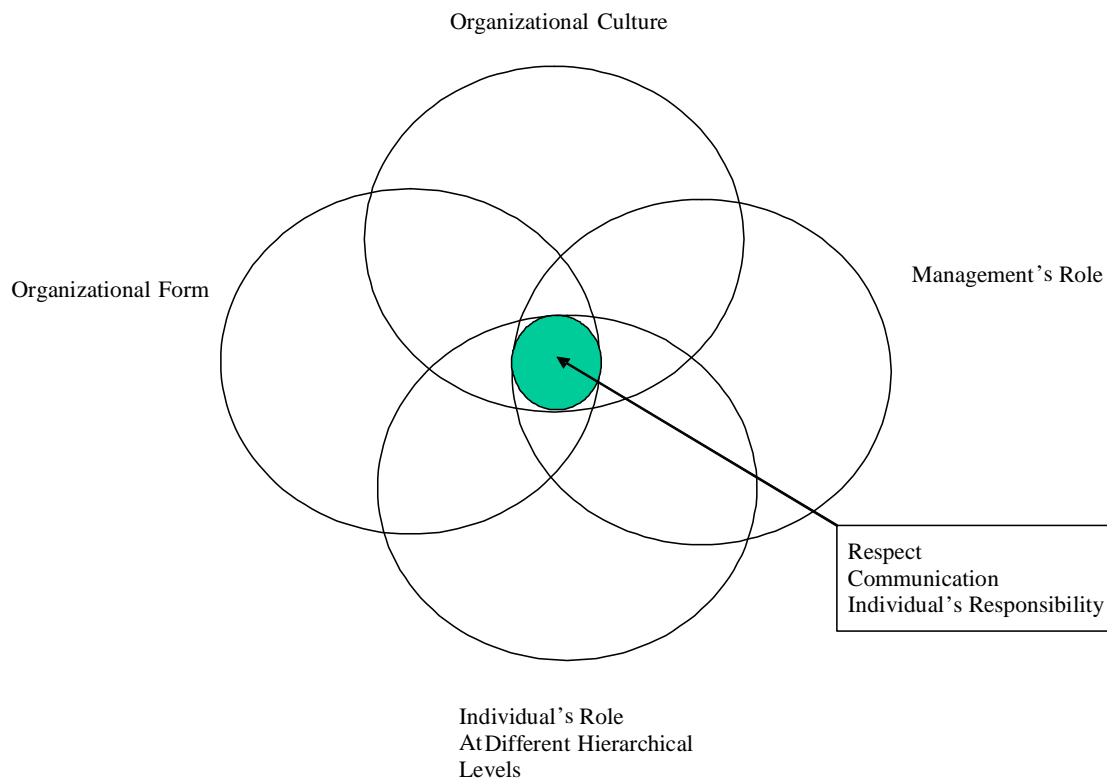 Organizational Culture
Organizational Form
Management's Role
Respect
Communication
Individual's Responsibility
Individual's Role
At Different Hierarchical
Levels